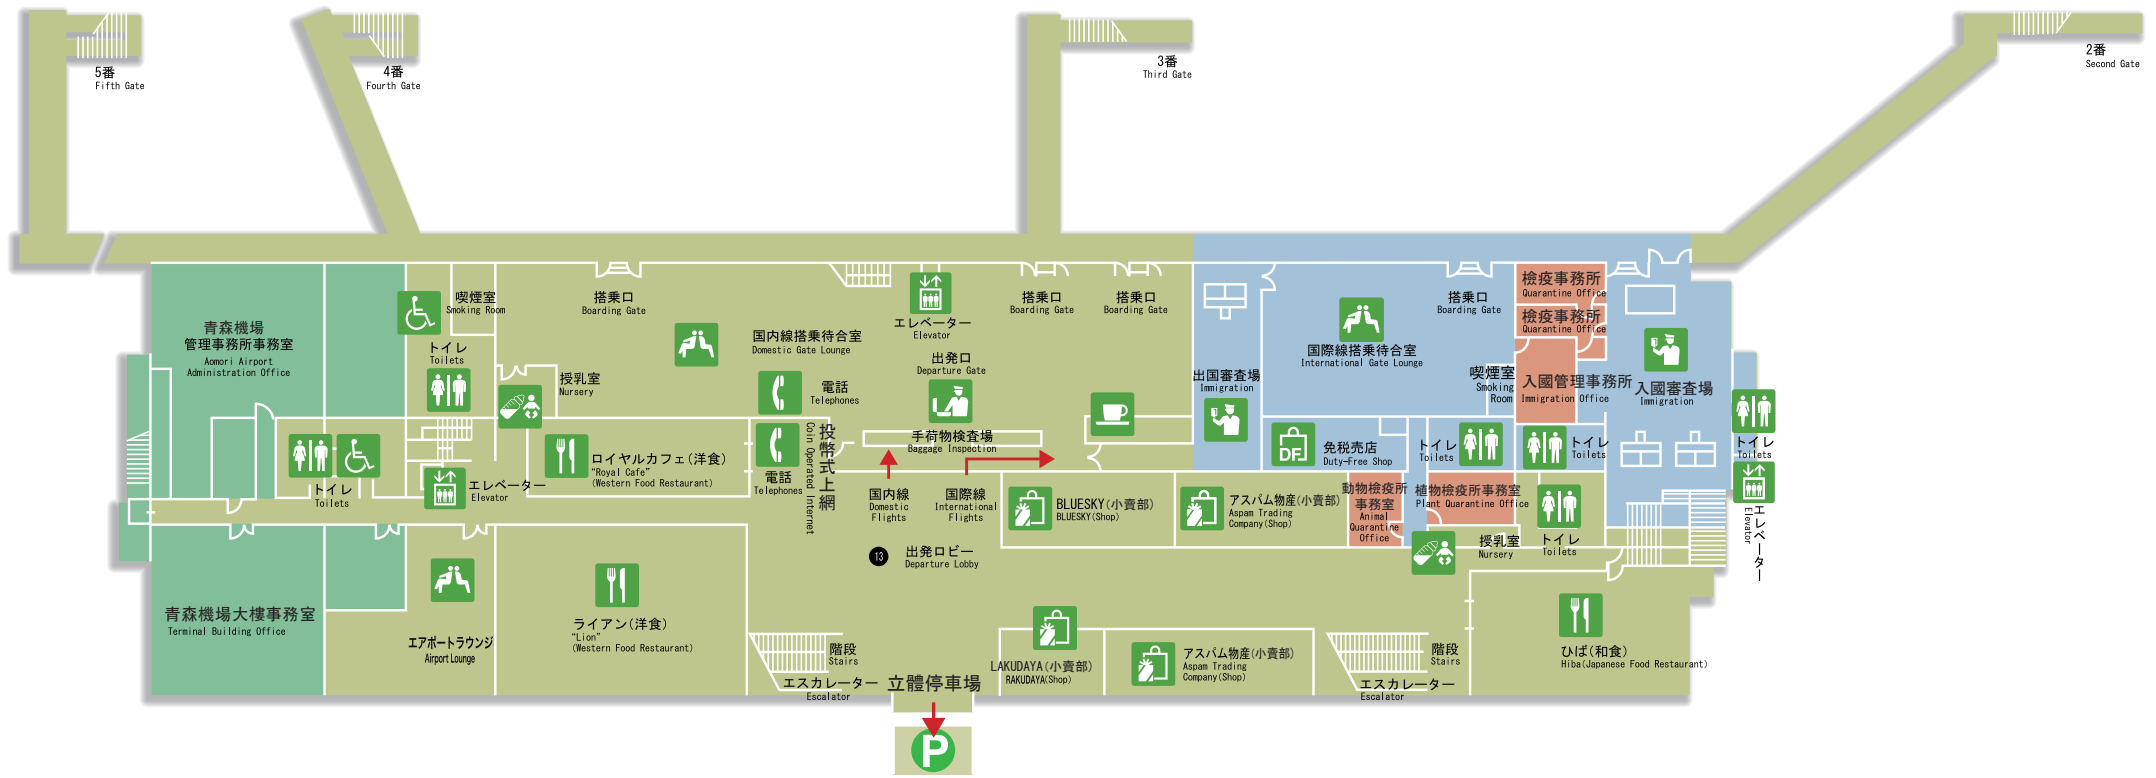 5番
Fifth Gate
4番
Fourth Gate
3番
Third Gate
2番
Second Gate
青森機場
管理事務所事務室
Aomori Airport
Administration Office
喫煙室
Smoking Room
トイレ
Toilets
授乳室
Nursery
搭乗口
Boarding Gate
国内線搭乗待合室
Domestic Gate Lounge
エレベーター
Elevator
搭乗口
Boarding Gate
搭乗口
Boarding Gate
出発口
Departure Gate
電話
Telephones
手荷物検査場
Baggage Inspection
電話
Telephones
投幣式上網
Coin Operated Internet
出国審査場
Immigration
国際線搭乗待合室
International Gate Lounge
搭乗口
Boarding Gate
檢疫事務所
Quarantine Office
檢疫事務所
Quarantine Office
喫煙室
Smoking
Room
入國管理事務所
Immigration Office
入國審査場
Immigration
DF
免税売店
Duty-Free Shop
トイレ
Toilets
トイレ
Toilets
トイレ
Toilets
エレベーター
Elevator
トイレ
Toilets
エレベーター
Elevator
ロイヤルカフェ(洋食)
"Royal Cafe"
(Western Food Restaurant)
国内線
Domestic
Flights
国際線
International
Flights
BLUESKY(小賣部)
BLUESKY(Shop)
アスパム物産(小賣部)
Aspam Trading
Company(Shop)
動物檢疫所
事務室
Animal
Quarantine
Office
植物檢疫所事務室
Plant Quarantine Office
授乳室
Nursery
トイレ
Toilets
13
出発ロビー
Departure Lobby
青森機場大樓事務室
Terminal Building Office
エアポートラウンジ
Airport Lounge
ライアン(洋食)
"Lion"
(Western Food Restaurant)
階段
Stairs
エスカレーター
Escalator
立體停車場
P
LAKUDAYA(小賣部)
RAKUDAYA(Shop)
アスパム物産(小賣部)
Aspam Trading
Company(Shop)
階段
Stairs
エスカレーター
Escalator
ひば(和食)
Hiba(Japanese Food Restaurant)